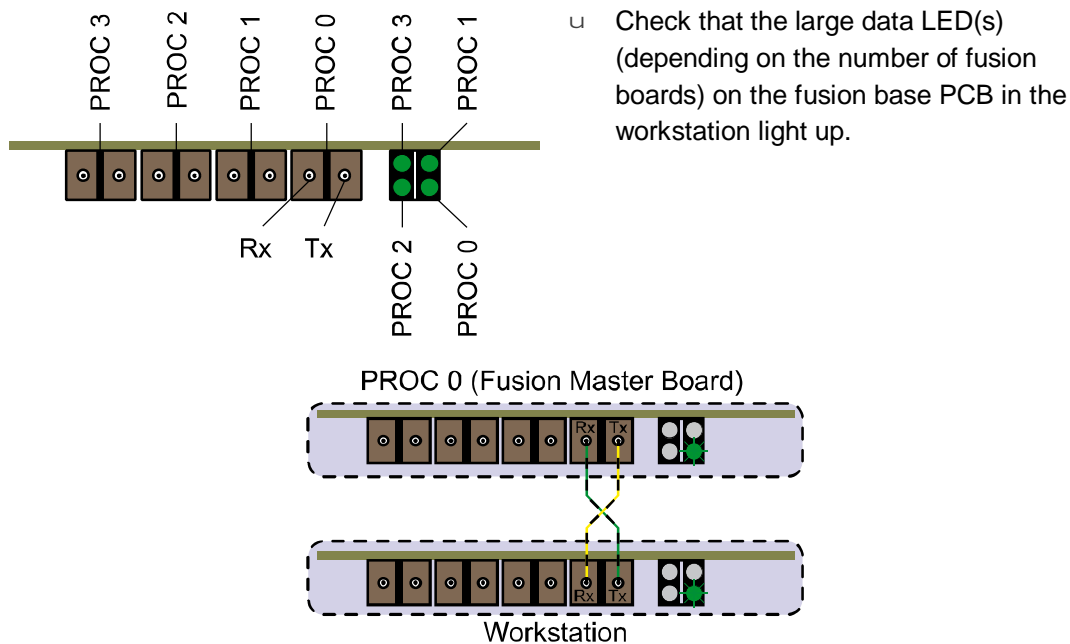 PROC 3
PROC 2
PROC 1
PROC 0
PROC 3
PROC 1
Rx
Tx
PROC 2
PROC 0
u Check that the large data LED(s)
(depending on the number of fusion
boards) on the fusion base PCB in the
workstation light up.
PROC 0 (Fusion Master Board)
Rx Tx
Rx Tx
Workstation